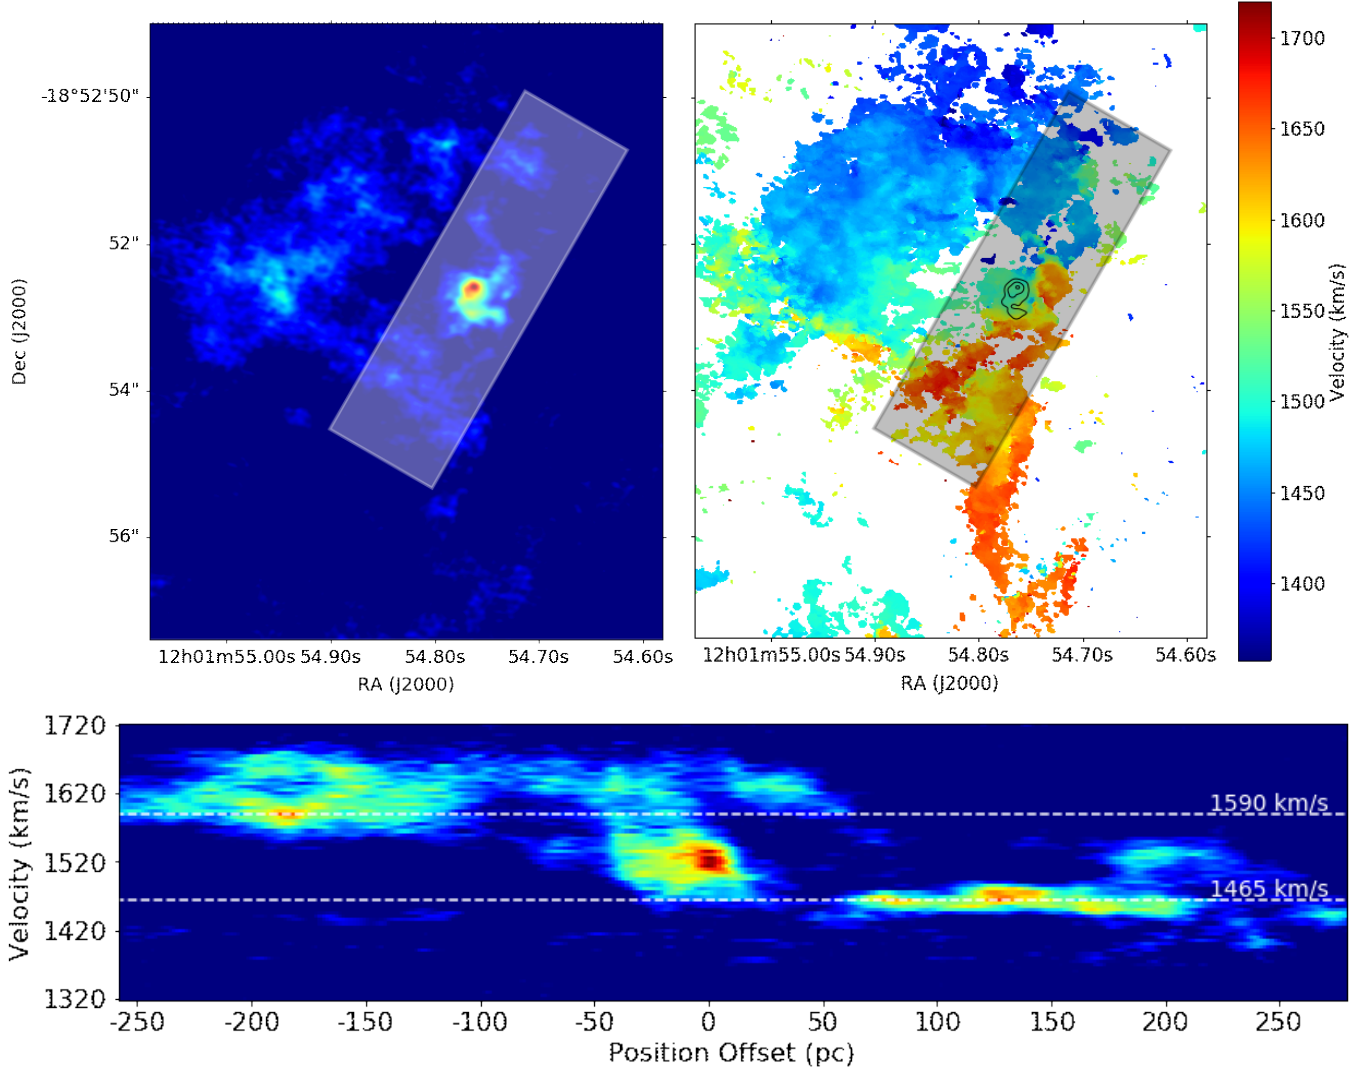 -18°52'50"
52"
54"
56"
Dec (J2000)
12h01m55.00s 54.90s 54.80s 54.70s 54.60s
RA (J2000)
12h01m55.00s 54.90s 54.80s 54.70s 54.60s
RA (J2000)
1700
1650
1600
1550
1500
1450
1400
Velocity (km/s)
1720
1620
1520
1420
1320
Velocity (km/s)
1590 km/s
1465 km/s
-250 -200 -150 -100 -50 0 50 100 150 200 250
Position Offset (pc)